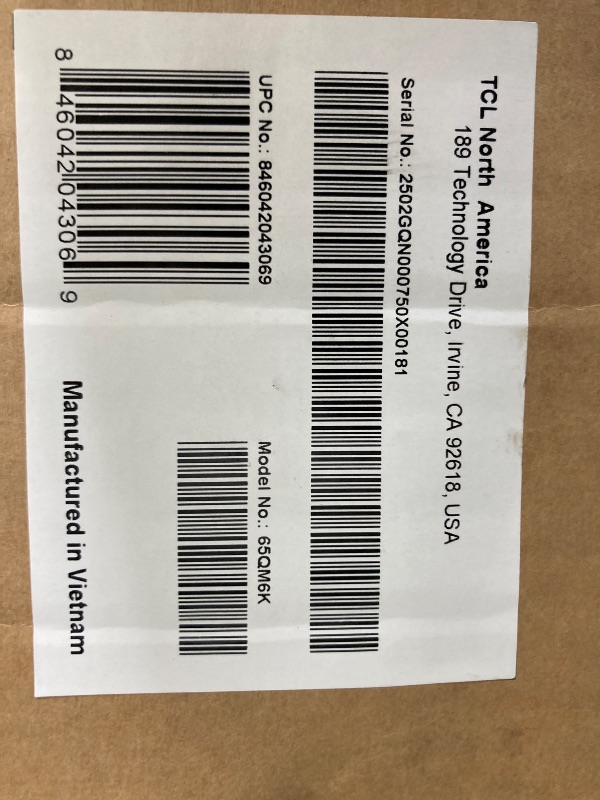 TCL North America
189 Technology Drive, Irvine, CA 92618, USA
Serial No.: 2502GQN000750X00181
UPC No.: 846042043069
8 46042 04306 9
Model No.: 65QM6K
Manufactured in Vietnam